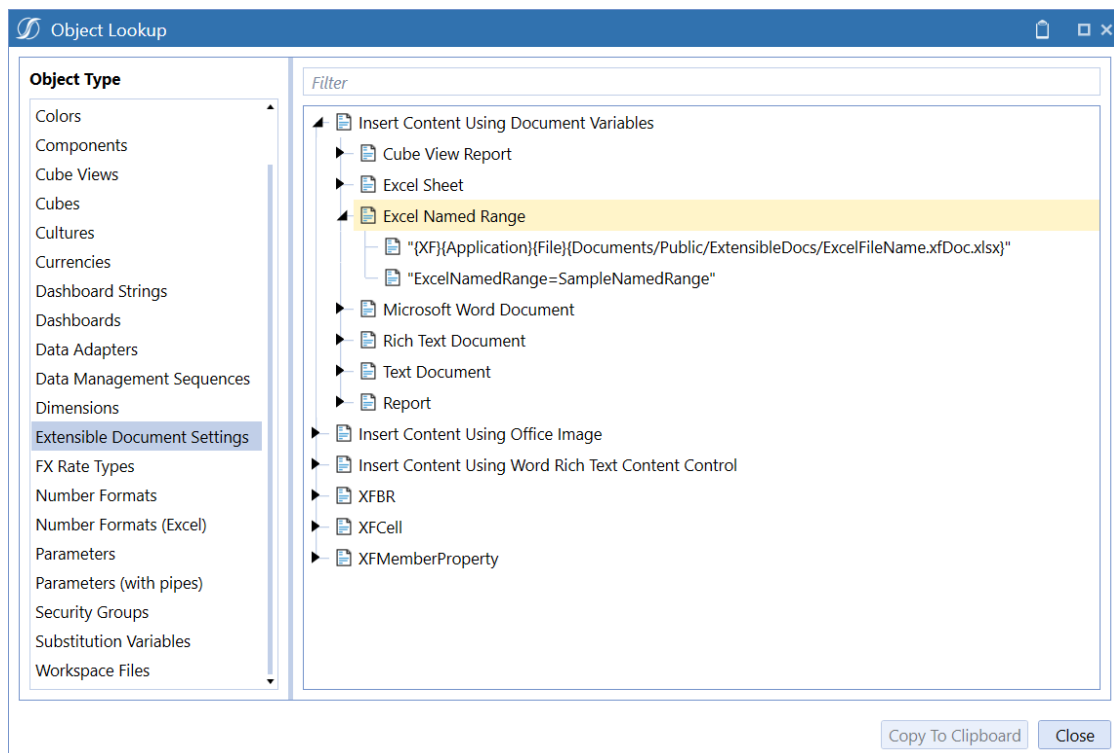 Object Lookup
Object Type
Colors
Components
Cube Views
Cubes
Cultures
Currencies
Dashboard Strings
Dashboards
Data Adapters
Data Management Sequences
Dimensions
Extensible Document Settings
FX Rate Types
Number Formats
Number Formats (Excel)
Parameters
Parameters (with pipes)
Security Groups
Substitution Variables
Workspace Files
Filter
Insert Content Using Document Variables
Cube View Report
Excel Sheet
Excel Named Range
"{XF}{Application}{File}{Documents/Public/ExtensibleDocs/ExcelFileName.xfDoc.xlsx}"
"ExcelNamedRange=SampleNamedRange"
Microsoft Word Document
Rich Text Document
Text Document
Report
Insert Content Using Office Image
Insert Content Using Word Rich Text Content Control
XFBR
XFCell
XFMemberProperty
Copy To Clipboard
Close